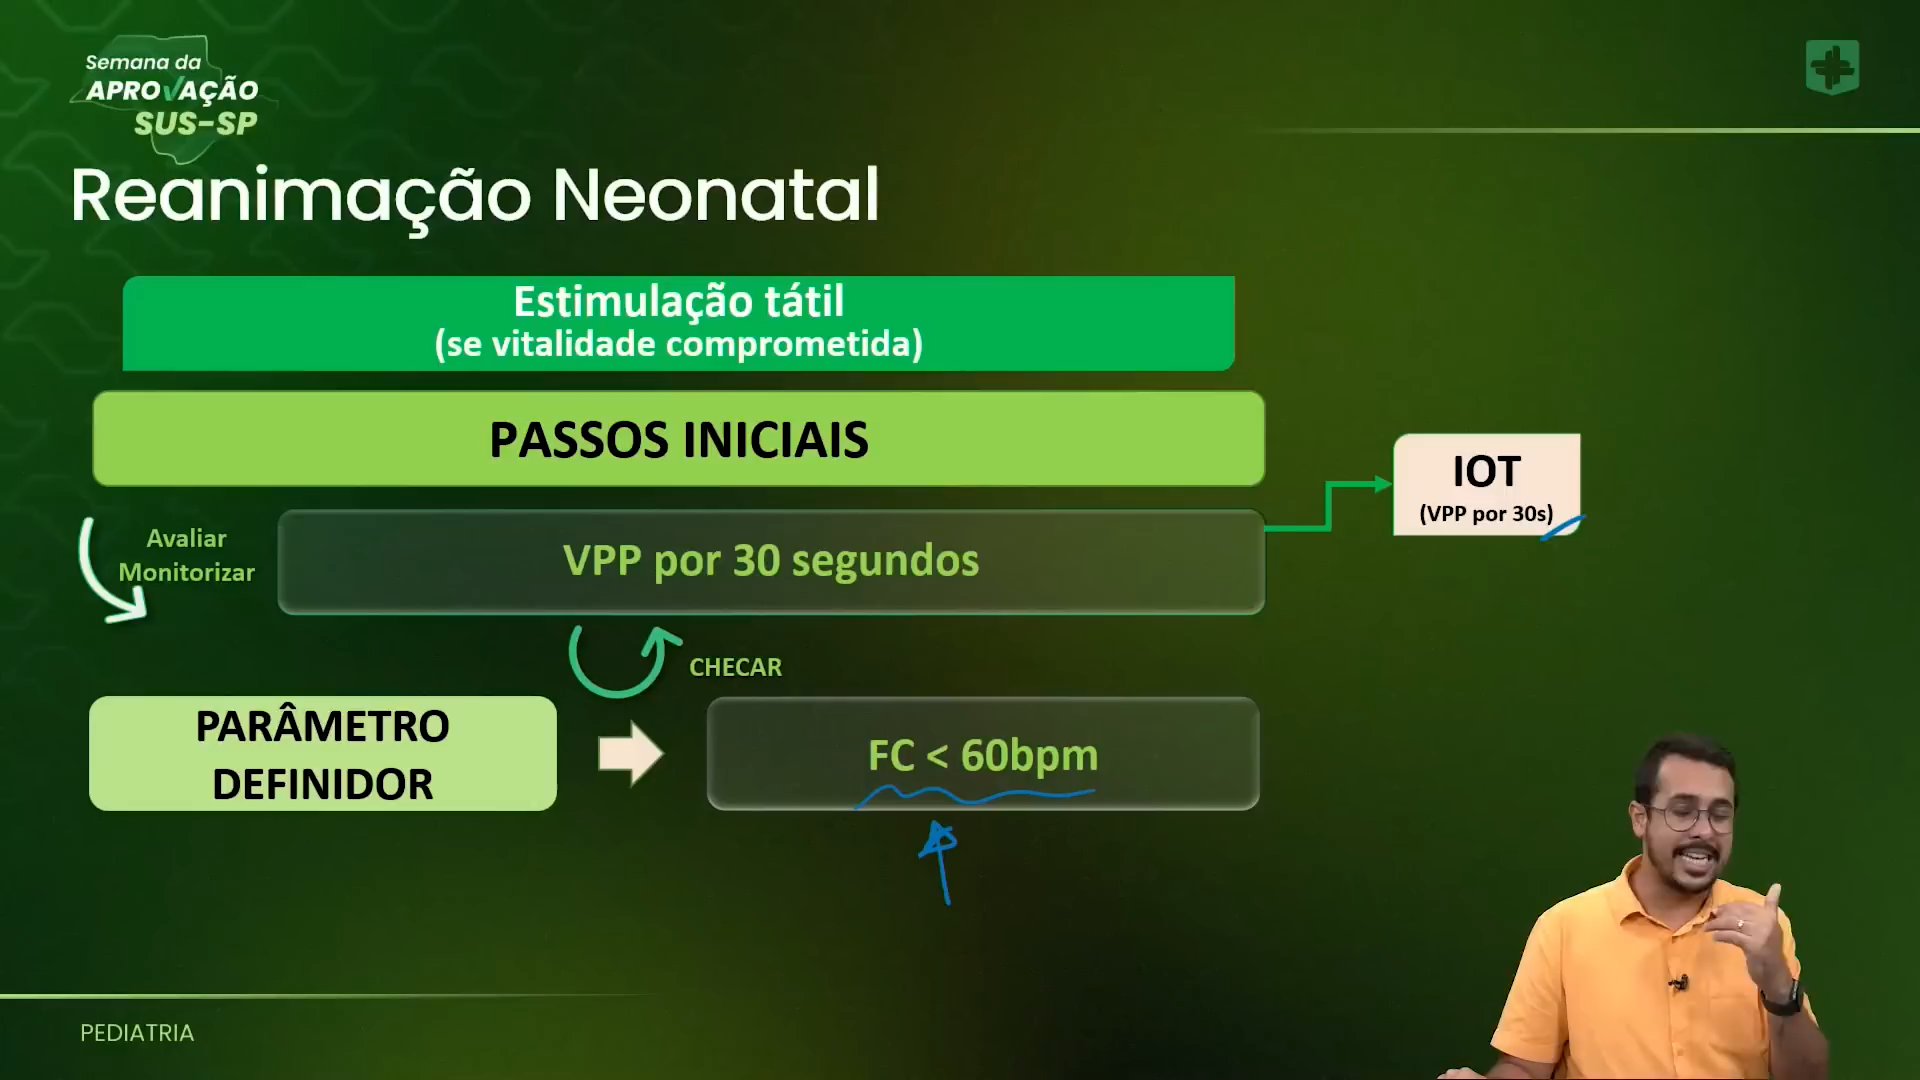 Semana da
APROVAÇÃO
SUS-SP
Reanimação Neonatal
Estimulação tátil
(se vitalidade comprometida)
PASSOS INICIAIS
IOT
(VPP por 30s)
Avaliar
Monitorizar
VPP por 30 segundos
CHECAR
PARÂMETRO
DEFINIDOR
FC < 60bpm
PEDIATRIA